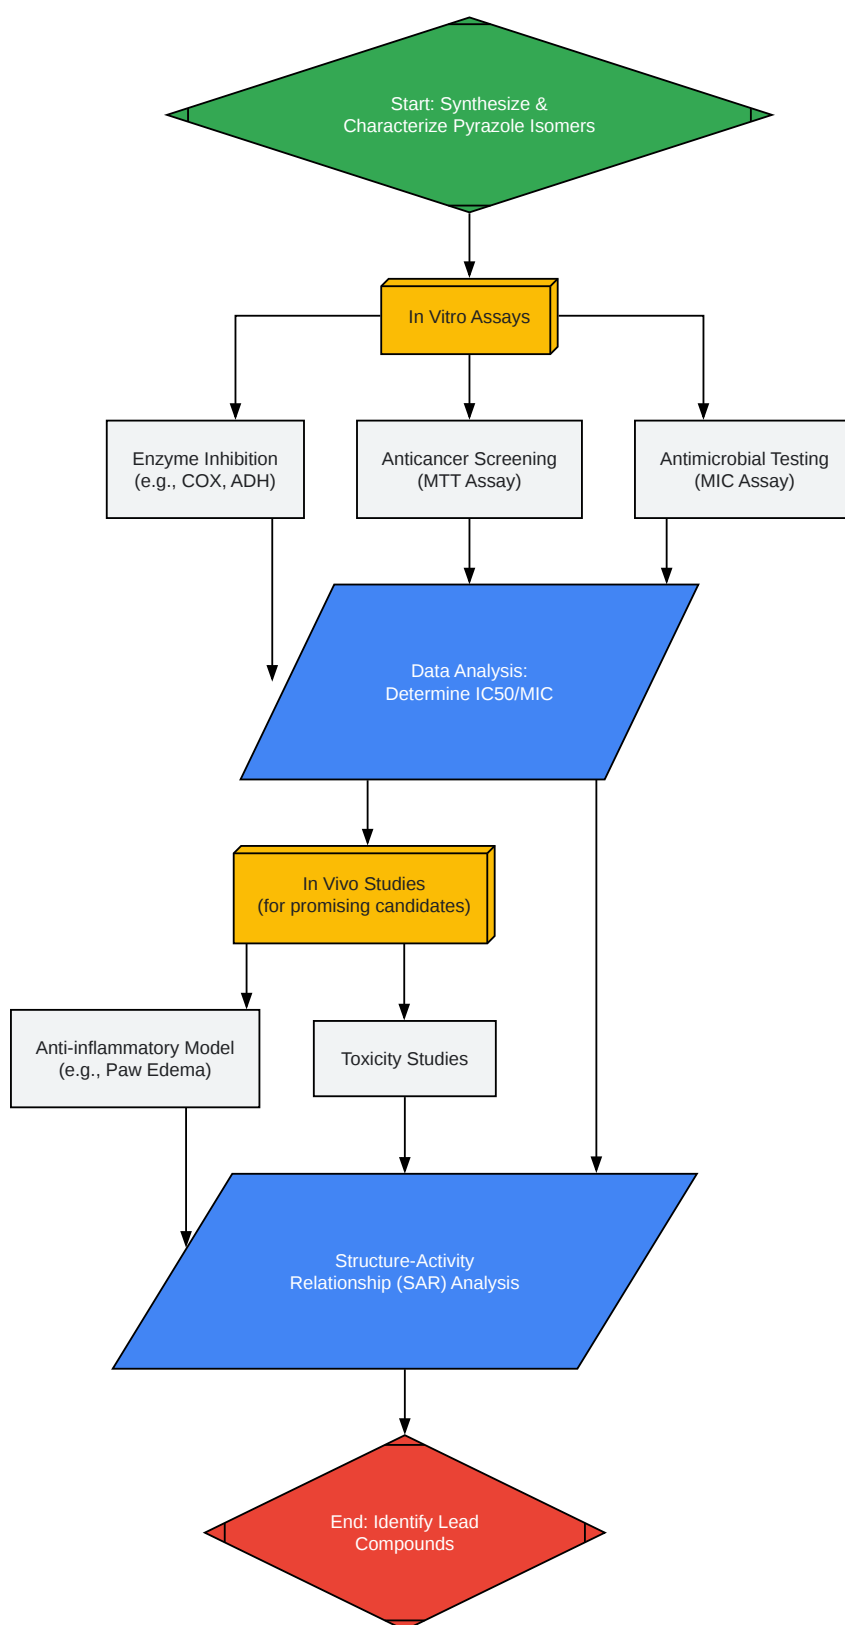 Start: Synthesize &
Characterize Pyrazole Isomers
In Vitro Assays
Enzyme Inhibition
(e.g., COX, ADH)
Anticancer Screening
(MTT Assay)
Antimicrobial Testing
(MIC Assay)
Data Analysis:
Determine IC50/MIC
In Vivo Studies
(for promising candidates)
Anti-inflammatory Model
(e.g., Paw Edema)
Toxicity Studies
Structure-Activity
Relationship (SAR) Analysis
End: Identify Lead
Compounds